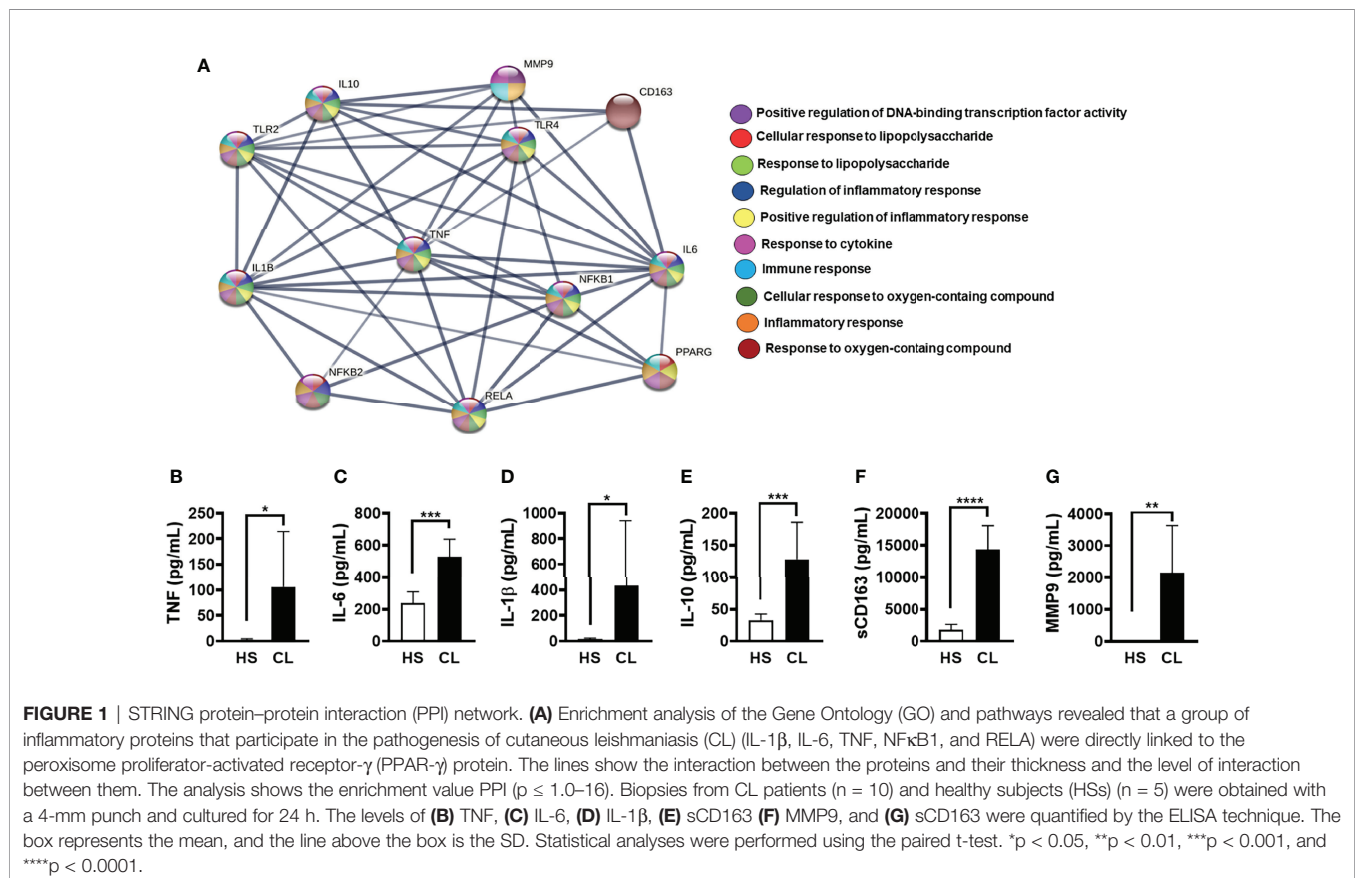 A
MMP9
IL10
CD163
TLR2
TLR4
TNF
IL6
IL1B
NFKB1
PPARG
NFKB2
RELA
Positive regulation of DNA-binding transcription factor activity
Cellular response to lipoplysaccharide
Response to lipopolysaccharide
Regulation of inflammatory response
Positive regulation of inflammatory response
Response to cytokine
Immune response
Cellular response to oxygen-containg compound
Inflammatory response
Response to oxygen-containg compound
B
TNF (pg/mL)
250
200
150
100
50
0
*
HS CL
C
IL-6 (pg/mL)
800
600
400
200
0
***
HS CL
D
IL-1β (pg/mL)
1000
800
600
400
200
0
*
HS CL
E
IL-10 (pg/mL)
200
150
100
50
0
***
HS CL
F
sCD163 (pg/mL)
20000
15000
10000
5000
0
****
HS CL
G
MMP9 (pg/mL)
4000
3000
2000
1000
0
**
HS CL
FIGURE 1 | STRING protein–protein interaction (PPI) network. (A) Enrichment analysis of the Gene Ontology (GO) and pathways revealed that a group of
inflammatory proteins that participate in the pathogenesis of cutaneous leishmaniasis (CL) (IL-1β, IL-6, TNF, NFκB1, and RELA) were directly linked to the
peroxisome proliferator-activated receptor-γ (PPAR-γ) protein. The lines show the interaction between the proteins and their thickness and the level of interaction
between them. The analysis shows the enrichment value PPI (p ≤ 1.0–16). Biopsies from CL patients (n = 10) and healthy subjects (HSs) (n = 5) were obtained with
a 4-mm punch and cultured for 24 h. The levels of (B) TNF, (C) IL-6, (D) IL-1β, (E) sCD163 (F) MMP9, and (G) sCD163 were quantified by the ELISA technique. The
box represents the mean, and the line above the box is the SD. Statistical analyses were performed using the paired t-test. *p < 0.05, **p < 0.01, ***p < 0.001, and
****p < 0.0001.